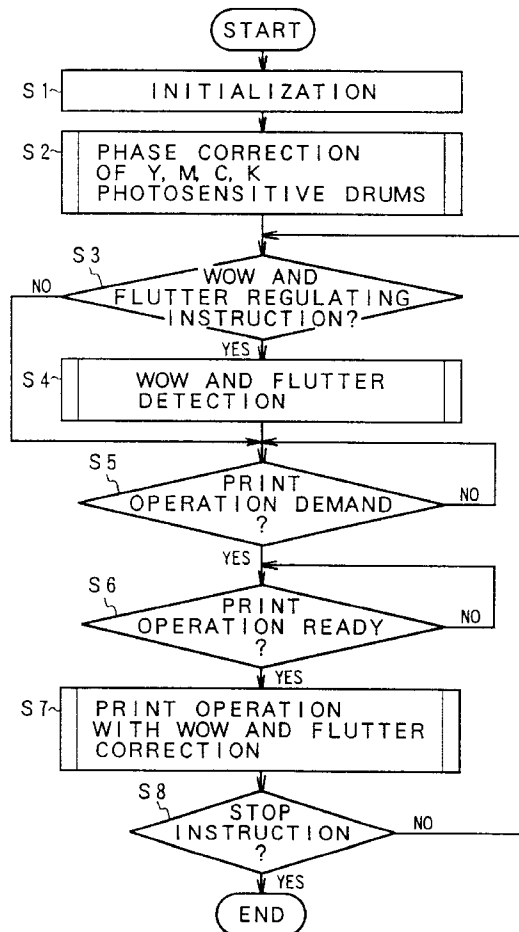 START
S1
INITIALIZATION
S2
PHASE CORRECTION
OF Y, M, C, K
PHOTOSENSITIVE DRUMS
S3
NO
WOW AND
FLUTTER REGULATING
INSTRUCTION?
YES
S4
WOW AND FLUTTER
DETECTION
S5
PRINT
OPERATION DEMAND
?
NO
YES
S6
PRINT
OPERATION READY
?
NO
YES
S7
PRINT OPERATION
WITH WOW AND FLUTTER
CORRECTION
S8
STOP
INSTRUCTION
?
NO
YES
END